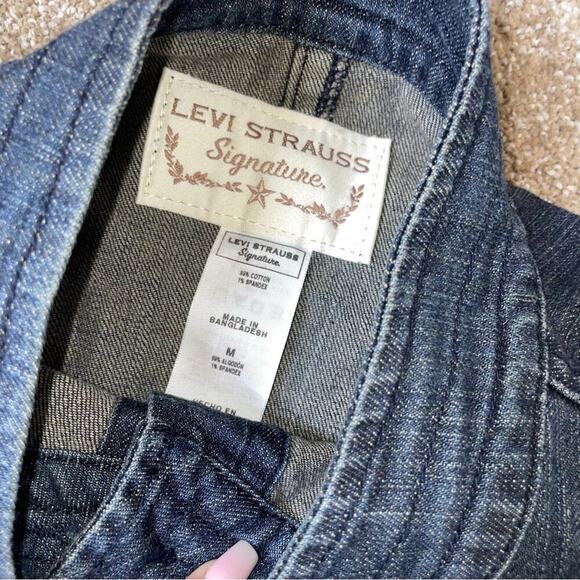 LEVI STRAUSS
Signature.
LEVI STRAUSS
Signature.
99% COTTON
1% SPANDEX
MADE IN
BANGLADESH
M
99% ALGODÓN
1% SPANDEX
HECHO EN